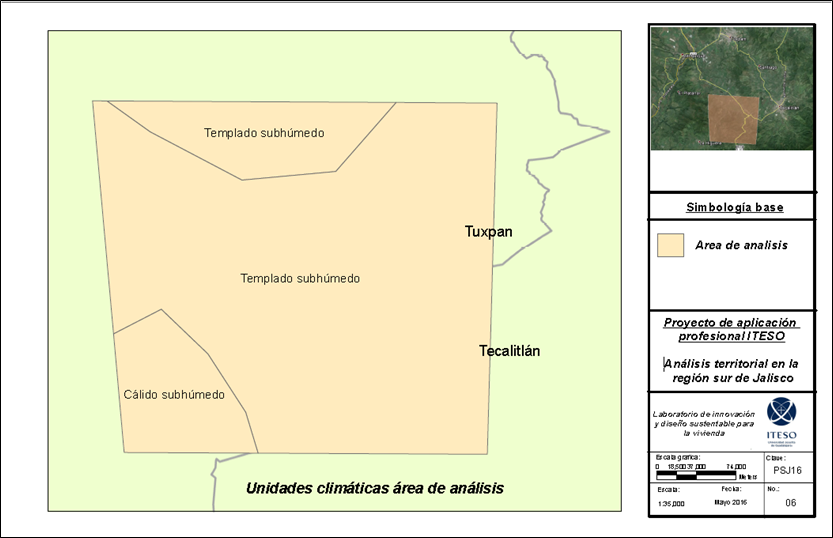 Templado subhúmedo
Tuxpan
Templado subhúmedo
Tecalitlán
Cálido subhúmedo
Unidades climáticas área de análisis
Simbología base
Area de analisis
Proyecto de aplicación
profesional ITESO
Análisis territorial en la
región sur de Jalisco
Laboratorio de innovación
y diseño sustentable para
la vivienda
ITESO
Escala grafica:
Meters
Clave:
PSJ16
Escala:
1:35,000
Fecha:
Mayo 2016
No.:
06